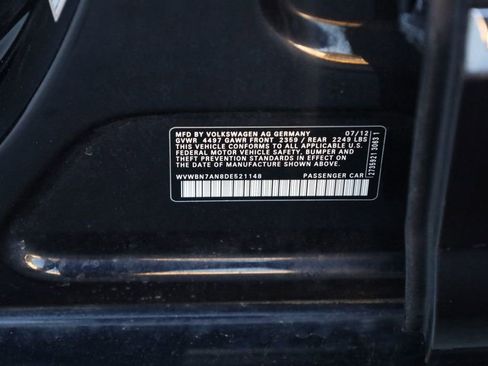 MFD BY VOLKSWAGEN AG GERMANY 07/12
GVWR 4497 GAWR FRONT 2359 / REAR 2249 LBS
THIS VEHICLE CONFORMS TO ALL APPLICABLE U.S.
FEDERAL MOTOR VEHICLE SAFETY, BUMPER AND
THEFT PREVENTION STANDARDS IN EFFECT ON
THE DATE OF MANUFACTURE SHOWN ABOVE.
WVWBN7AN8DE521148 PASSENGER CAR